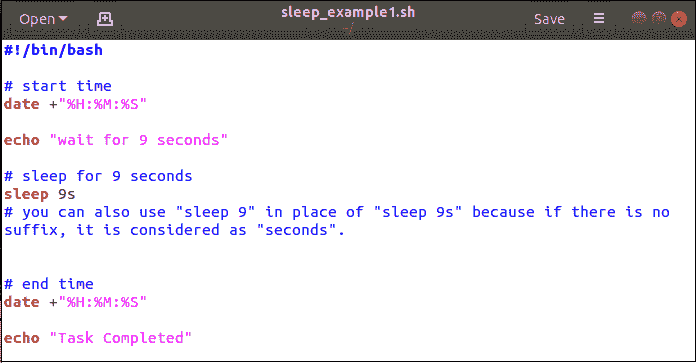 Open
sleep_example1.sh
~/
Save
#!/bin/bash
# start time
date +"%H:%M:%S"
echo "wait for 9 seconds"
# sleep for 9 seconds
sleep 9s
# you can also use "sleep 9" in place of "sleep 9s" because if there is no
suffix, it is considered as "seconds".
# end time
date +"%H:%M:%S"
echo "Task Completed"